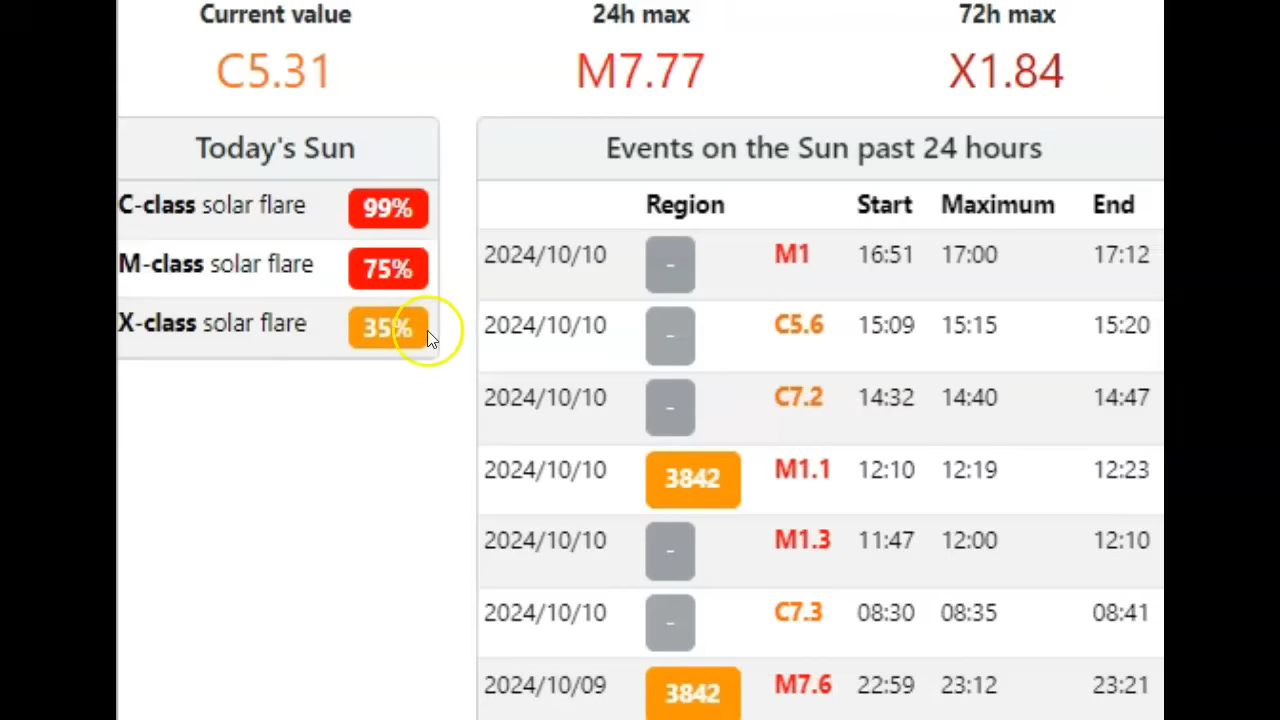 Current value 24h max 72h max
C5.31 M7.77 X1.84
Today's Sun
C-class solar flare 99%
M-class solar flare 75%
X-class solar flare 35%
Events on the Sun past 24 hours
Region Start Maximum End
2024/10/10 - M1 16:51 17:00 17:12
2024/10/10 - C5.6 15:09 15:15 15:20
2024/10/10 - C7.2 14:32 14:40 14:47
2024/10/10 3842 M1.1 12:10 12:19 12:23
2024/10/10 - M1.3 11:47 12:00 12:10
2024/10/10 - C7.3 08:30 08:35 08:41
2024/10/09 3842 M7.6 22:59 23:12 23:21